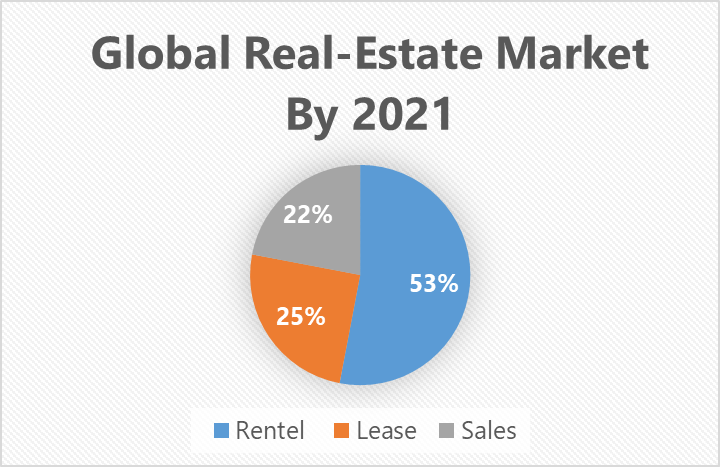 Global Real-Estate Market
By 2021
22%
53%
25%
Rentel Lease Sales